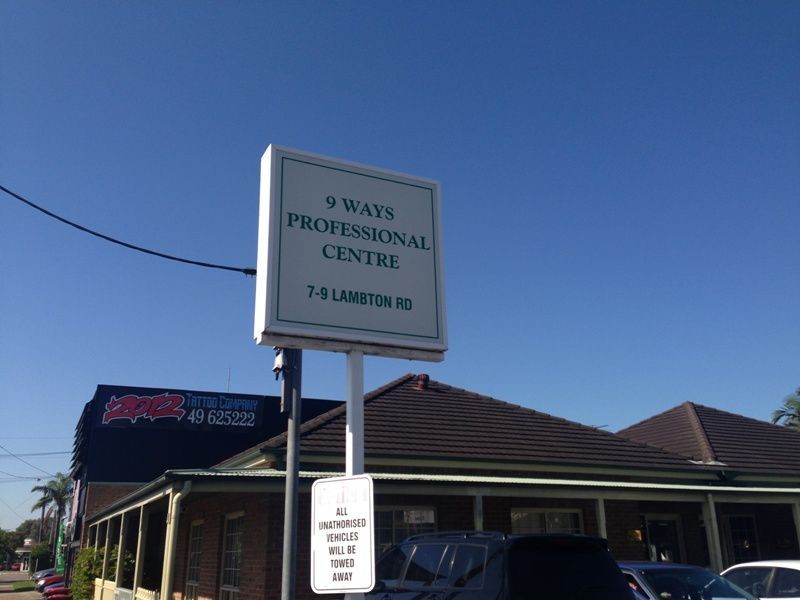 9 WAYS
PROFESSIONAL
CENTRE
7-9 LAMBTON RD
2012
TATTOO COMPANY
49 625222
ALL
UNATHORISED
VEHICLES
WILL BE
TOWED
AWAY